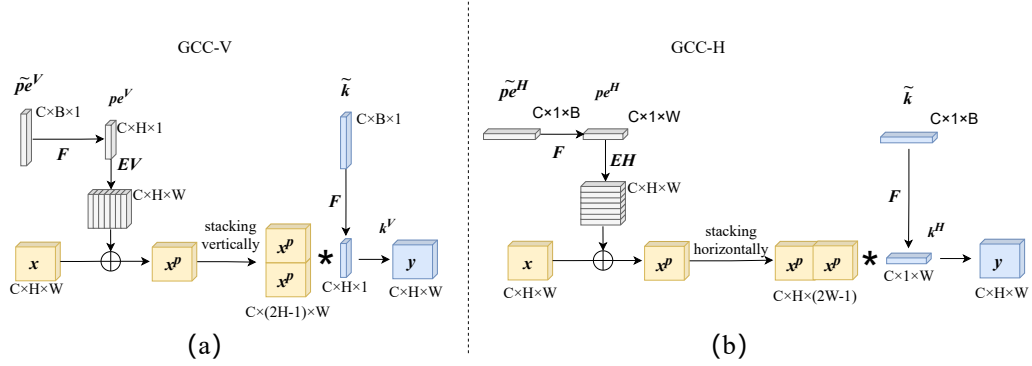 GCC-V
p̃e^V
C×B×1
F
pe^V
C×H×1
EV
C×H×W
x
C×H×W
x^p
stacking
vertically
x^p
x^p
C×(2H-1)×W
*
k̃
C×B×1
F
k^V
C×H×1
y
C×H×W
(a)
GCC-H
p̃e^H
C×1×B
F
pe^H
C×1×W
EH
C×H×W
x
C×H×W
x^p
stacking
horizontally
x^p x^p
C×H×(2W-1)
*
k̃
C×1×B
F
k^H
C×1×W
y
C×H×W
(b)